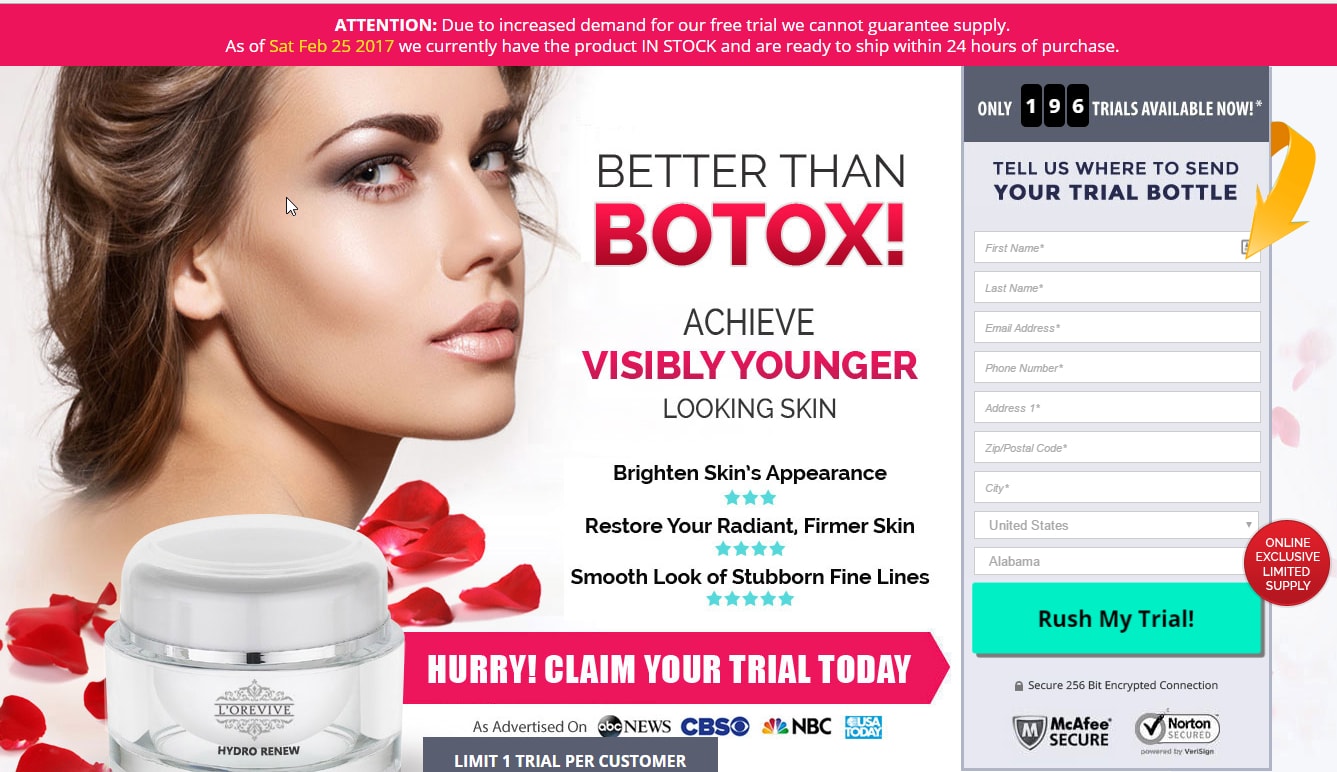 ATTENTION: Due to increased demand for our free trial we cannot guarantee supply.
As of Sat Feb 25 2017 we currently have the product IN STOCK and are ready to ship within 24 hours of purchase.
BETTER THAN
BOTOX!
ACHIEVE
VISIBLY YOUNGER
LOOKING SKIN
Brighten Skin's Appearance
Restore Your Radiant, Firmer Skin
Smooth Look of Stubborn Fine Lines
HURRY! CLAIM YOUR TRIAL TODAY
As Advertised On abc NEWS CBS NBC USA TODAY
LIMIT 1 TRIAL PER CUSTOMER
L'OREVIVE
HYDRO RENEW
ONLY 196 TRIALS AVAILABLE NOW!*
TELL US WHERE TO SEND
YOUR TRIAL BOTTLE
First Name*
Last Name*
Email Address*
Phone Number*
Address 1*
Zip/Postal Code*
City*
United States
Alabama
ONLINE
EXCLUSIVE
LIMITED
SUPPLY
Rush My Trial!
Secure 256 Bit Encrypted Connection
McAfee®
SECURE
Norton
SECURED
powered by VeriSign